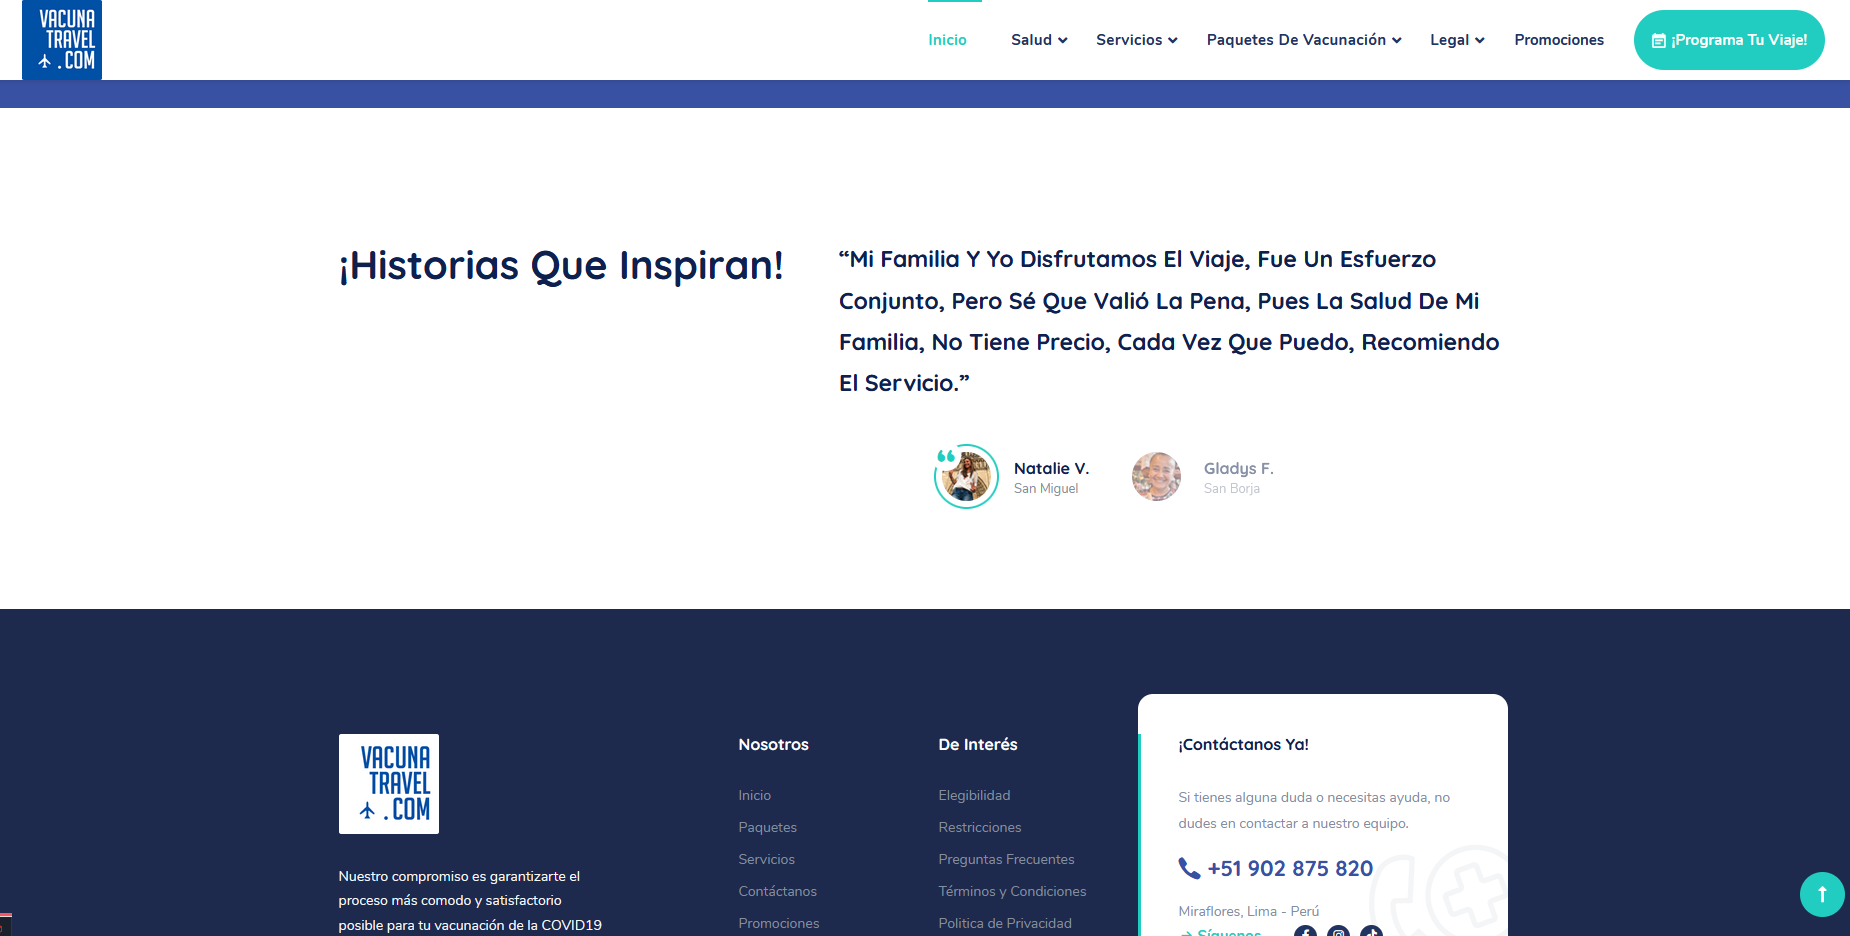 VACUNA
TRAVEL
.COM
Inicio
Salud
Servicios
Paquetes De Vacunación
Legal
Promociones
¡Programa Tu Viaje!
¡Historias Que Inspiran!
“Mi Familia Y Yo Disfrutamos El Viaje, Fue Un Esfuerzo
Conjunto, Pero Sé Que Valió La Pena, Pues La Salud De Mi
Familia, No Tiene Precio, Cada Vez Que Puedo, Recomiendo
El Servicio.”
Natalie V.
San Miguel
Gladys F.
San Borja
VACUNA
TRAVEL
.COM
Nuestro compromiso es garantizarte el
proceso más comodo y satisfactorio
posible para tu vacunación de la COVID19
Nosotros
Inicio
Paquetes
Servicios
Contáctanos
Promociones
De Interés
Elegibilidad
Restricciones
Preguntas Frecuentes
Términos y Condiciones
Politica de Privacidad
¡Contáctanos Ya!
Si tienes alguna duda o necesitas ayuda, no
dudes en contactar a nuestro equipo.
+51 902 875 820
Miraflores, Lima - Perú
Síguenos